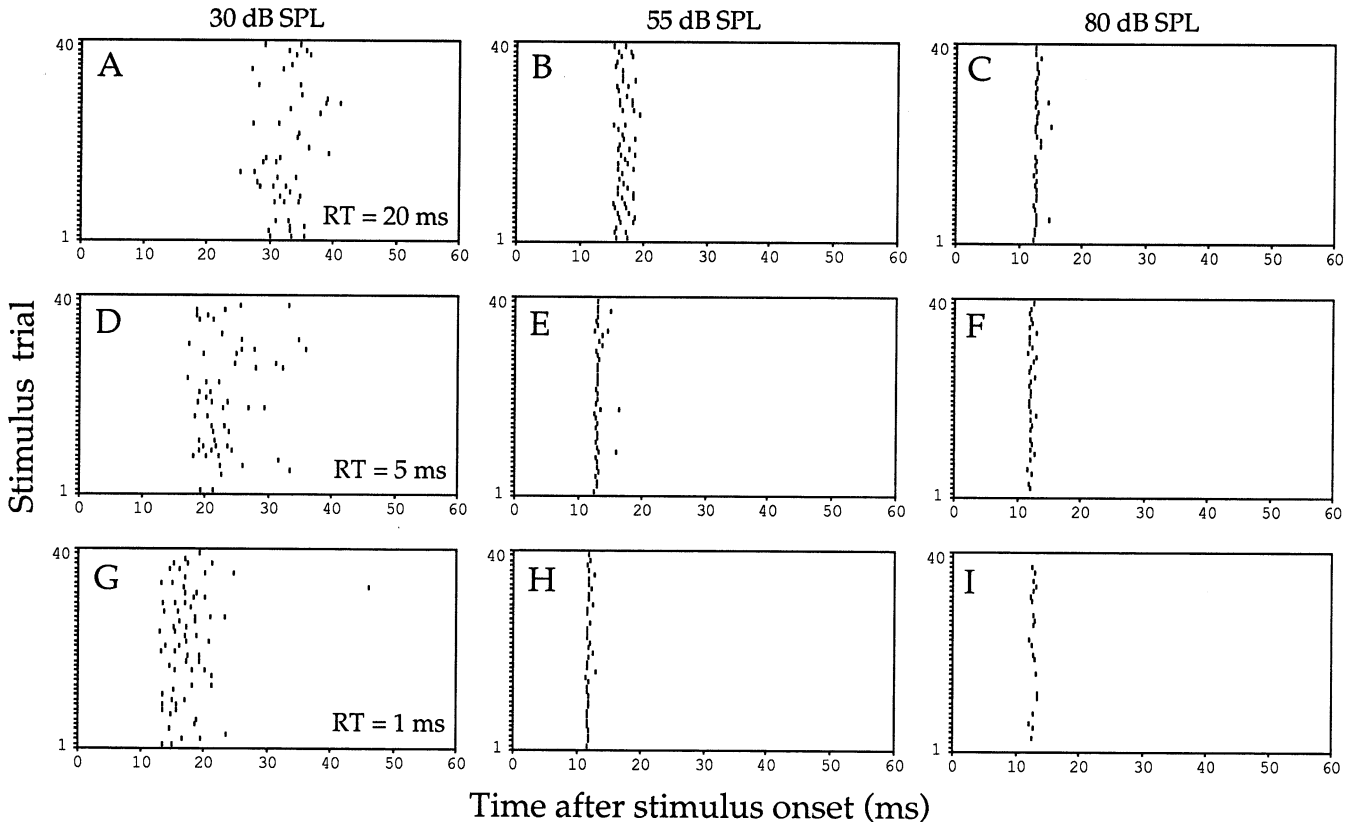 30 dB SPL 55 dB SPL 80 dB SPL
40 40 40
A B C
RT = 20 ms
1 1 1
0 10 20 30 40 50 60 0 10 20 30 40 50 60 0 10 20 30 40 50 60
Stimulus trial
40 40 40
D E F
RT = 5 ms
1 1 1
0 10 20 30 40 50 60 0 10 20 30 40 50 60 0 10 20 30 40 50 60
40 40 40
G H I
RT = 1 ms
1 1 1
0 10 20 30 40 50 60 0 10 20 30 40 50 60 0 10 20 30 40 50 60
Time after stimulus onset (ms)